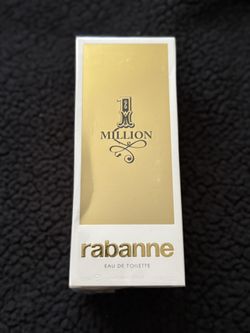 1
MILLION
rabanne
EAU DE TOILETTE